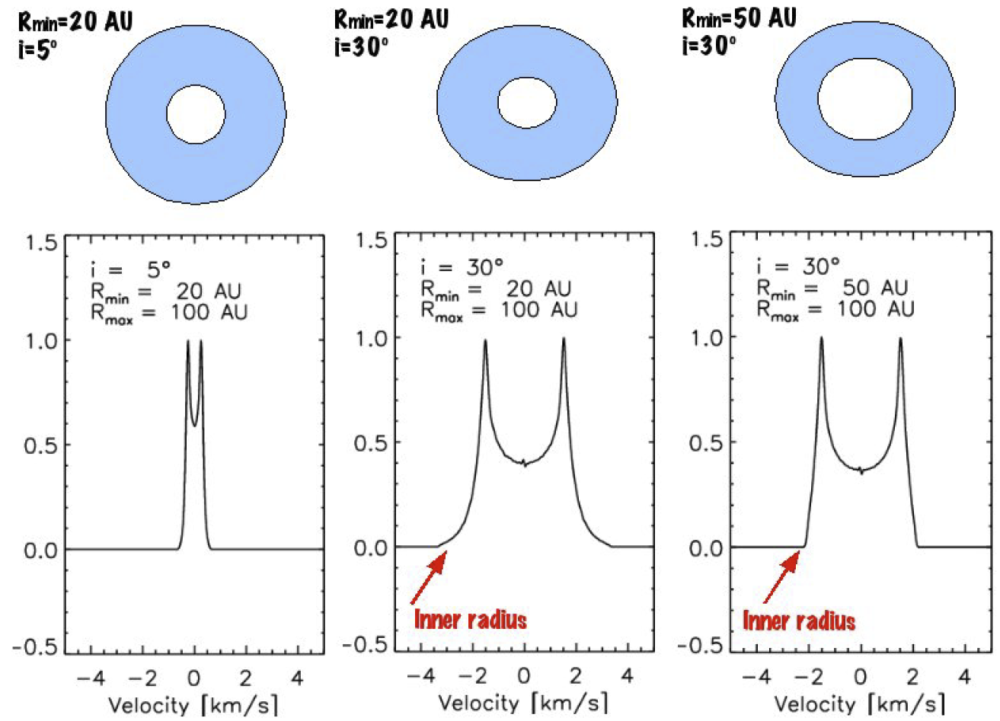 Rmin=20 AU
i=5°
Rmin=20 AU
i=30°
Rmin=50 AU
i=30°
1.5
1.0
0.5
0.0
-0.5
i = 5°
Rmin = 20 AU
Rmax = 100 AU
-4 -2 0 2 4
Velocity [km/s]
1.5
1.0
0.5
0.0
-0.5
i = 30°
Rmin = 20 AU
Rmax = 100 AU
Inner radius
-4 -2 0 2 4
Velocity [km/s]
1.5
1.0
0.5
0.0
-0.5
i = 30°
Rmin = 50 AU
Rmax = 100 AU
Inner radius
-4 -2 0 2 4
Velocity [km/s]